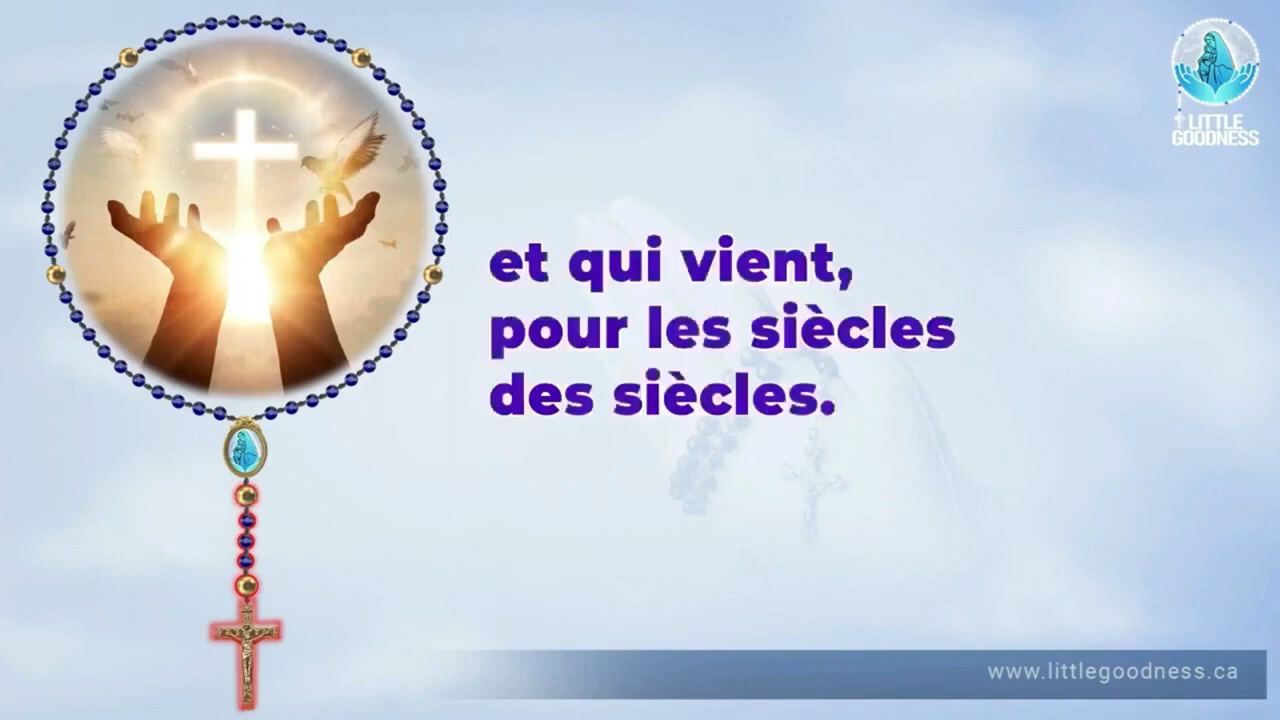 LITTLE
GOODNESS
et qui vient,
pour les siècles
des siècles.
www.littlegoodness.ca